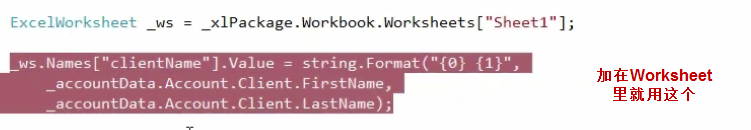 ExcelWorksheet _ws = _xlPackage.Workbook.Worksheets["Sheet1"];
_ws.Names["clientName"].Value = string.Format("{0} {1}",
_accountData.Account.Client.FirstName,
_accountData.Account.Client.LastName);
加在Worksheet
里就用这个